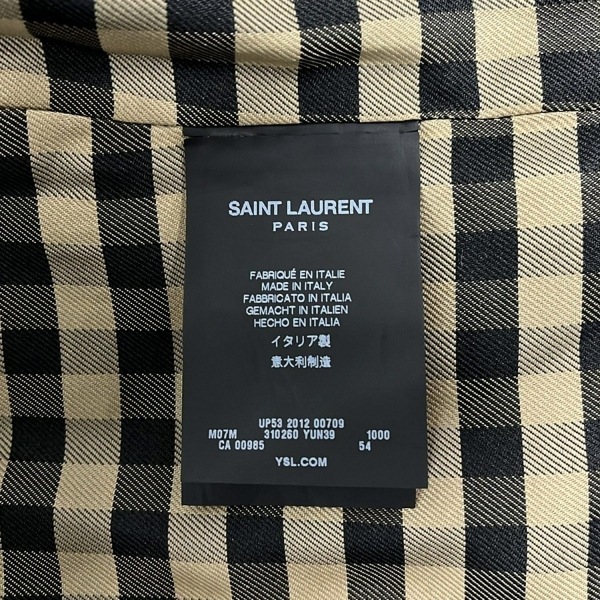 SAINT LAURENT
PARIS
FABRIQUÉ EN ITALIE
MADE IN ITALY
FABBRICATO IN ITALIA
GEMACHT IN ITALIEN
HECHO EN ITALIA
イタリア製
意大利制造
UP53 2012 00709
M07M 310260 YUN39 1000
CA 00985 54
YSL.COM